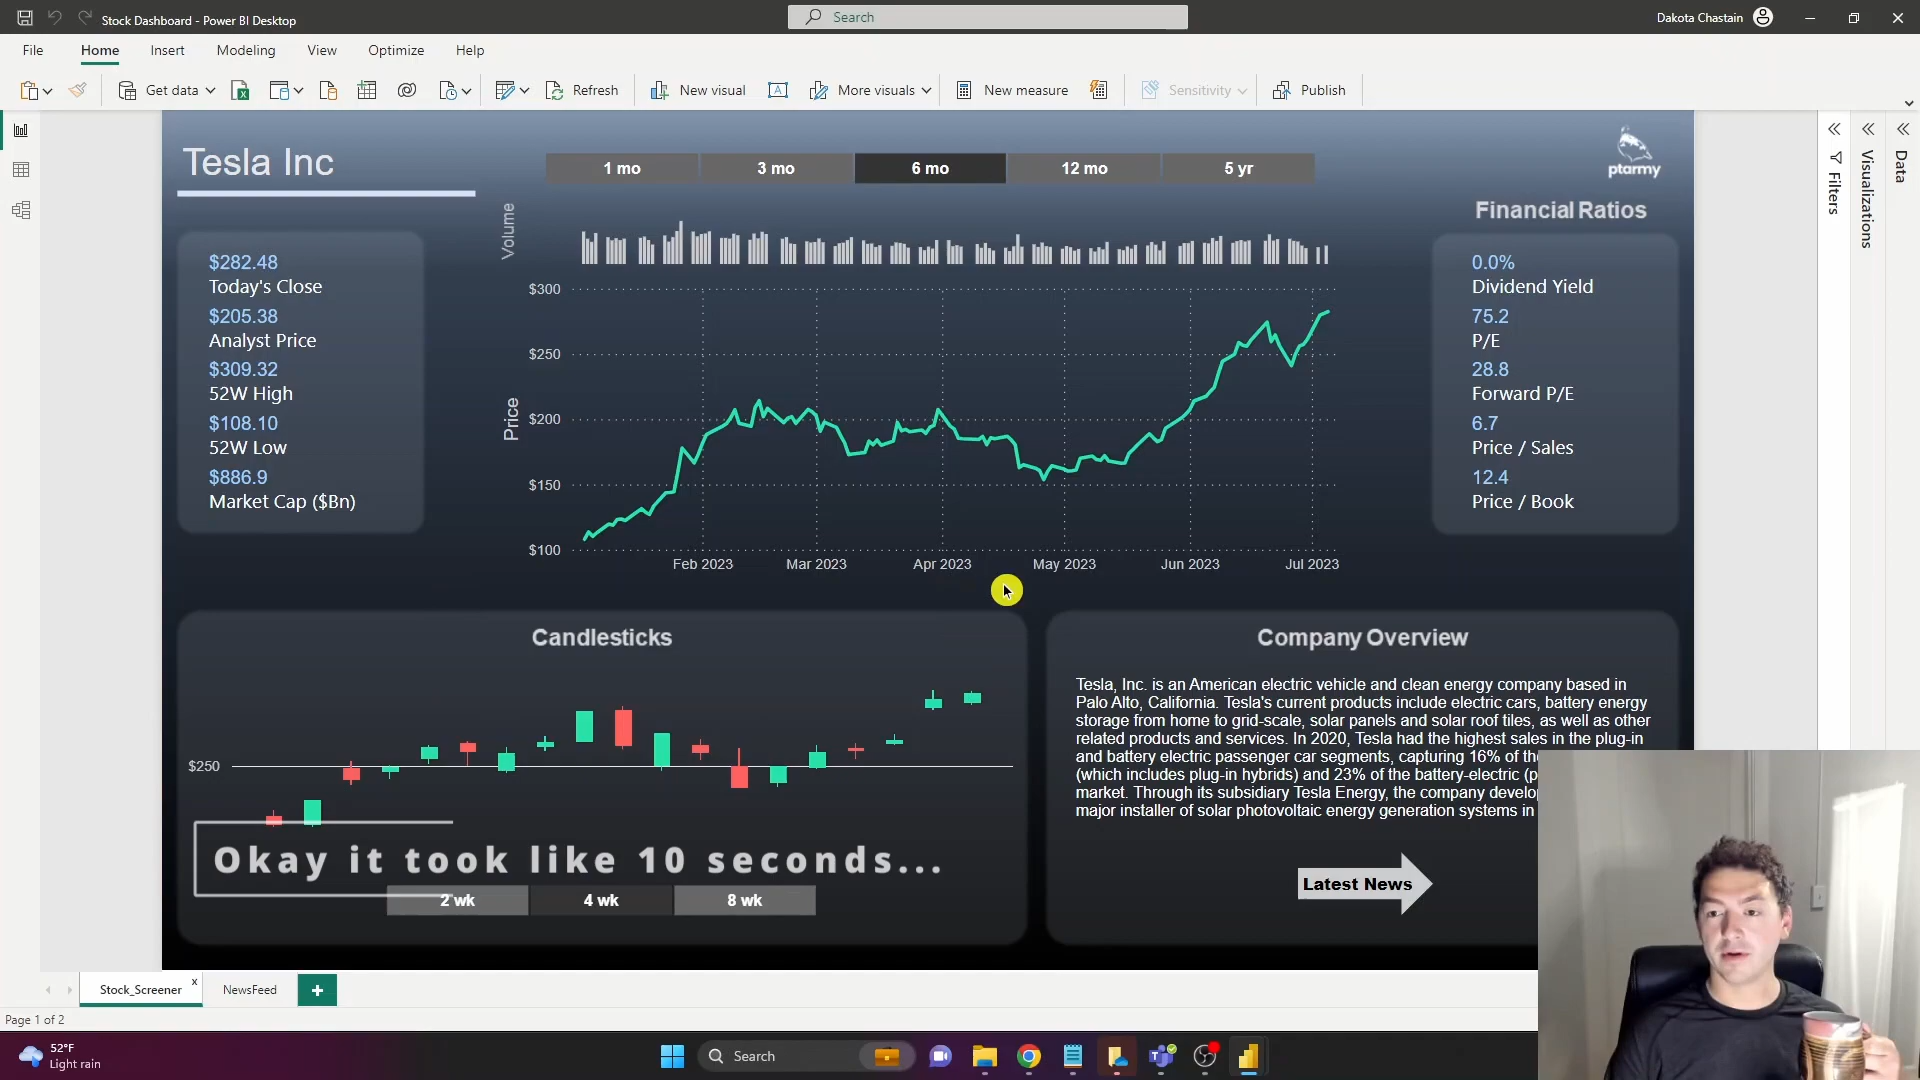 Stock Dashboard - Power BI Desktop
Search
Dakota Chastain
File
Home
Insert
Modeling
View
Optimize
Help
Get data
Refresh
New visual
More visuals
New measure
Sensitivity
Publish
Tesla Inc
1 mo
3 mo
6 mo
12 mo
5 yr
ptarmy
Filters
Visualizations
Data
$282.48
Today's Close
$205.38
Analyst Price
$309.32
52W High
$108.10
52W Low
$886.9
Market Cap ($Bn)
Volume
Price
$300
$250
$200
$150
$100
Feb 2023
Mar 2023
Apr 2023
May 2023
Jun 2023
Jul 2023
Financial Ratios
0.0%
Dividend Yield
75.2
P/E
28.8
Forward P/E
6.7
Price / Sales
12.4
Price / Book
Candlesticks
$250
Okay it took like 10 seconds...
2 wk
4 wk
8 wk
Company Overview
Tesla, Inc. is an American electric vehicle and clean energy company based in
Palo Alto, California. Tesla's current products include electric cars, battery energy
storage from home to grid-scale, solar panels and solar roof tiles, as well as other
related products and services. In 2020, Tesla had the highest sales in the plug-in
and battery electric passenger car segments, capturing 16% of the
(which includes plug-in hybrids) and 23% of the battery-electric (p
market. Through its subsidiary Tesla Energy, the company develop
major installer of solar photovoltaic energy generation systems in
Latest News
Stock_Screener
x
NewsFeed
+
Page 1 of 2
52°F
Light rain
Search